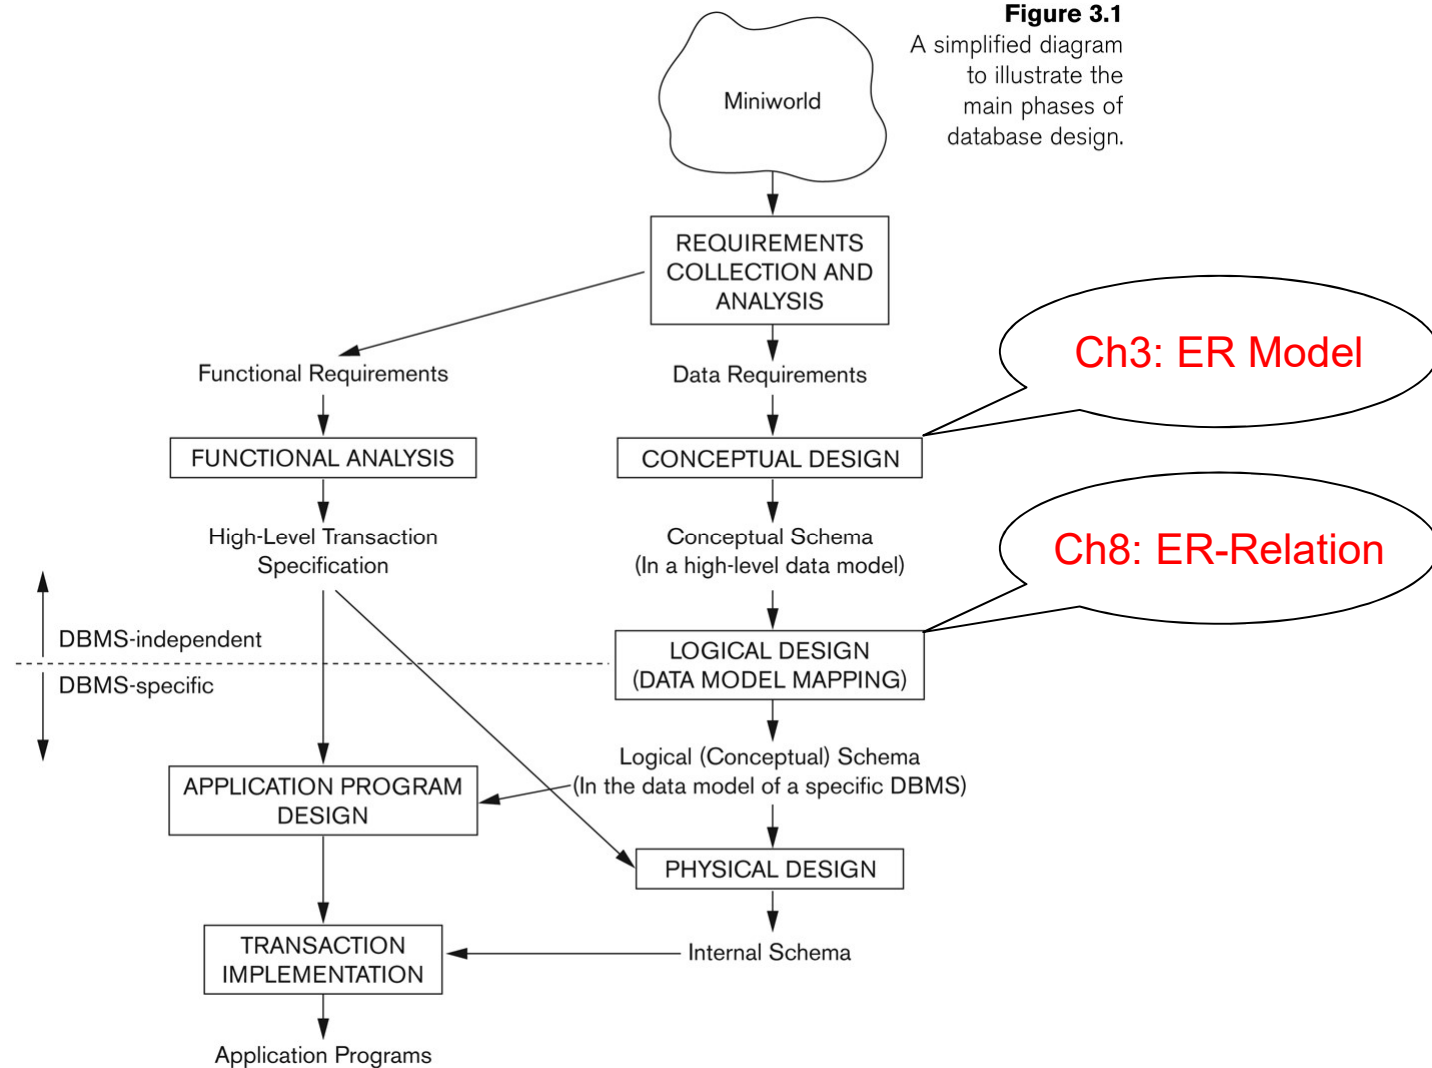 Figure 3.1
A simplified diagram
to illustrate the
main phases of
database design.
Miniworld
REQUIREMENTS
COLLECTION AND
ANALYSIS
Ch3: ER Model
Functional Requirements
Data Requirements
FUNCTIONAL ANALYSIS
CONCEPTUAL DESIGN
High-Level Transaction
Specification
Conceptual Schema
(In a high-level data model)
Ch8: ER-Relation
DBMS-independent
DBMS-specific
LOGICAL DESIGN
(DATA MODEL MAPPING)
Logical (Conceptual) Schema
(In the data model of a specific DBMS)
APPLICATION PROGRAM
DESIGN
PHYSICAL DESIGN
TRANSACTION
IMPLEMENTATION
Internal Schema
Application Programs